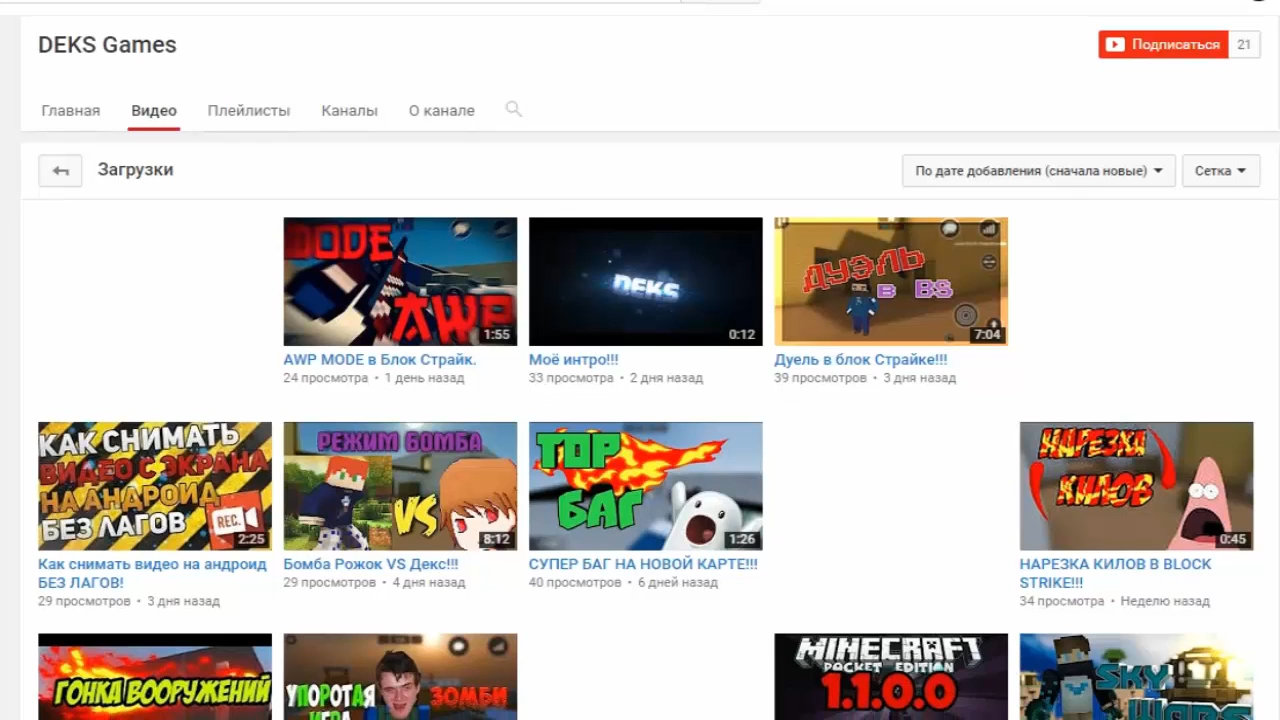 DEKS Games
Подписаться 21
Главная Видео Плейлисты Каналы О канале
Загрузки
По дате добавления (сначала новые) Сетка
MODE
AWP
1:55
DEKS
0:12
ДУЭЛЬ
В BS
7:04
AWP MODE в Блок Страйк.
24 просмотра • 1 день назад
Моё интро!!!
33 просмотра • 2 дня назад
Дуель в блок Страйке!!!
39 просмотров • 3 дня назад
КАК СНИМАТЬ
ВИДЕО С ЭКРАНА
НА АНДРОИД
БЕЗ ЛАГОВ
REC.
2:25
РЕЖИМ БОМБА
VS
8:12
ТОР
БАГ
1:26
НАРЕЗКА
КИЛОВ
0:45
Как снимать видео на андроид
БЕЗ ЛАГОВ!
29 просмотров • 3 дня назад
Бомба Рожок VS Декс!!!
29 просмотров • 4 дня назад
СУПЕР БАГ НА НОВОЙ КАРТЕ!!!
40 просмотров • 6 дней назад
НАРЕЗКА КИЛОВ В BLOCK
STRIKE!!!
34 просмотра • Неделю назад
ГОНКА ВООРУЖЕНИЙ
УПОРОТАЯ
ИГРА
ЗОМБИ
MINECRAFT
POCKET EDITION
1.1.0.0
SKY
WARS